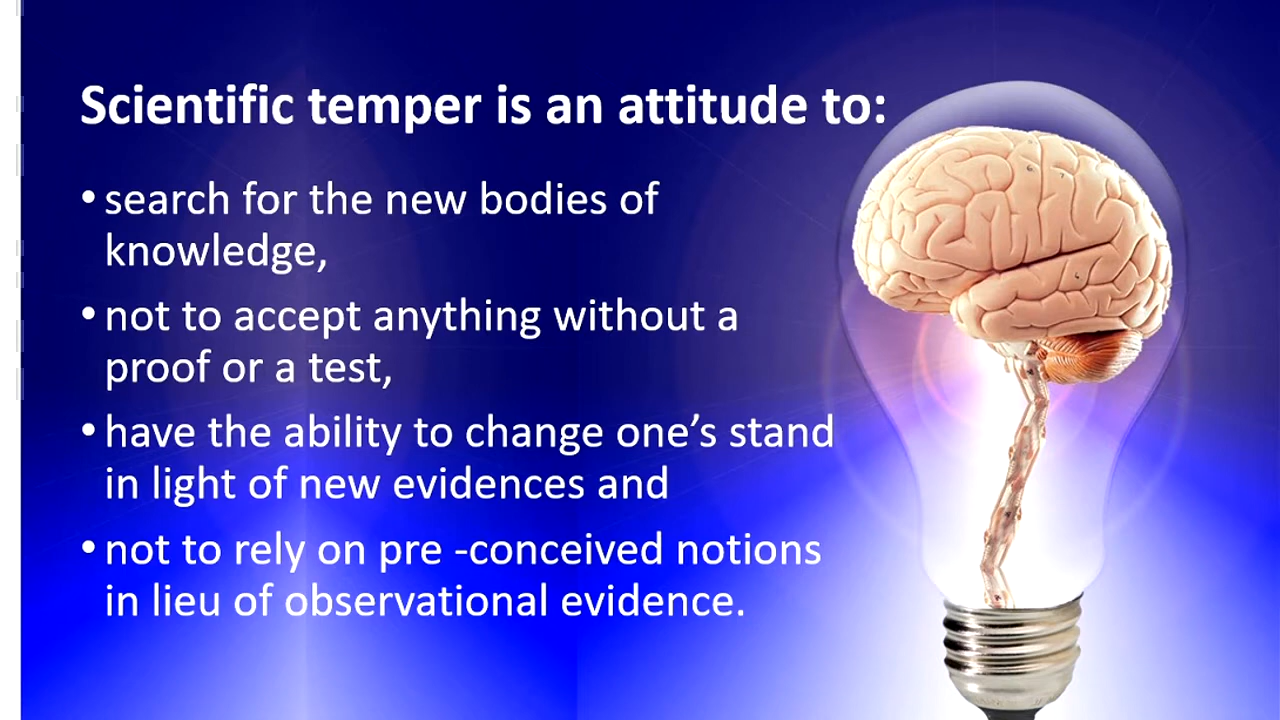 Scientific temper is an attitude to:
• search for the new bodies of
knowledge,
• not to accept anything without a
proof or a test,
• have the ability to change one’s stand
in light of new evidences and
• not to rely on pre -conceived notions
in lieu of observational evidence.